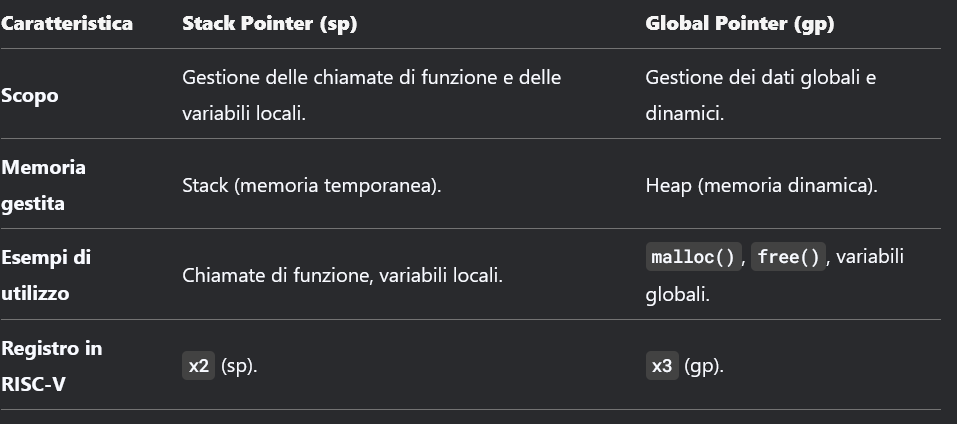 Caratteristica Stack Pointer (sp) Global Pointer (gp)
Scopo Gestione delle chiamate di funzione e delle variabili locali. Gestione dei dati globali e dinamici.
Memoria gestita Stack (memoria temporanea). Heap (memoria dinamica).
Esempi di utilizzo Chiamate di funzione, variabili locali. malloc(), free(), variabili globali.
Registro in RISC-V x2 (sp). x3 (gp).